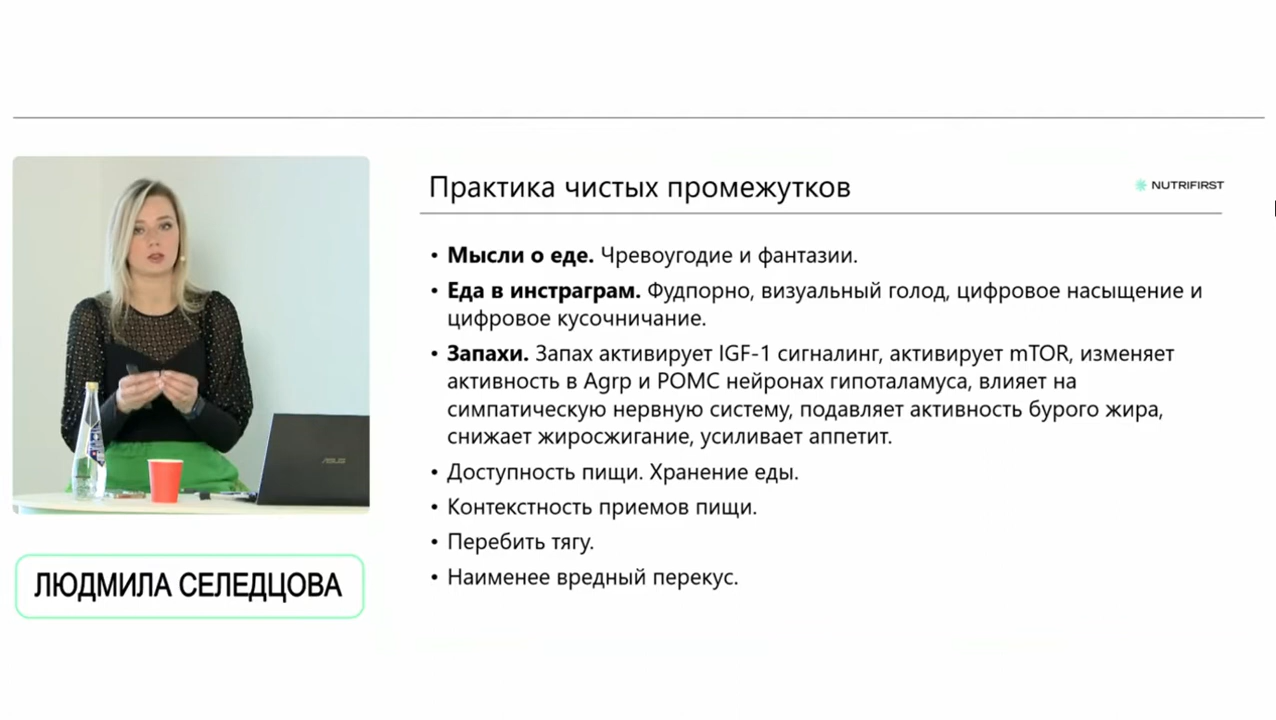 Практика чистых промежутков
NUTRIFIRST
• Мысли о еде. Чревоугодие и фантазии.
• Еда в инстраграм. Фудпорно, визуальный голод, цифровое насыщение и
цифровое кусочничание.
• Запахи. Запах активирует IGF-1 сигналинг, активирует mTOR, изменяет
активность в Agrp и POMC нейронах гипоталамуса, влияет на
симпатическую нервную систему, подавляет активность бурого жира,
снижает жиросжигание, усиливает аппетит.
• Доступность пищи. Хранение еды.
• Контекстность приемов пищи.
• Перебить тягу.
• Наименее вредный перекус.
ASUS
ЛЮДМИЛА СЕЛЕДЦОВА